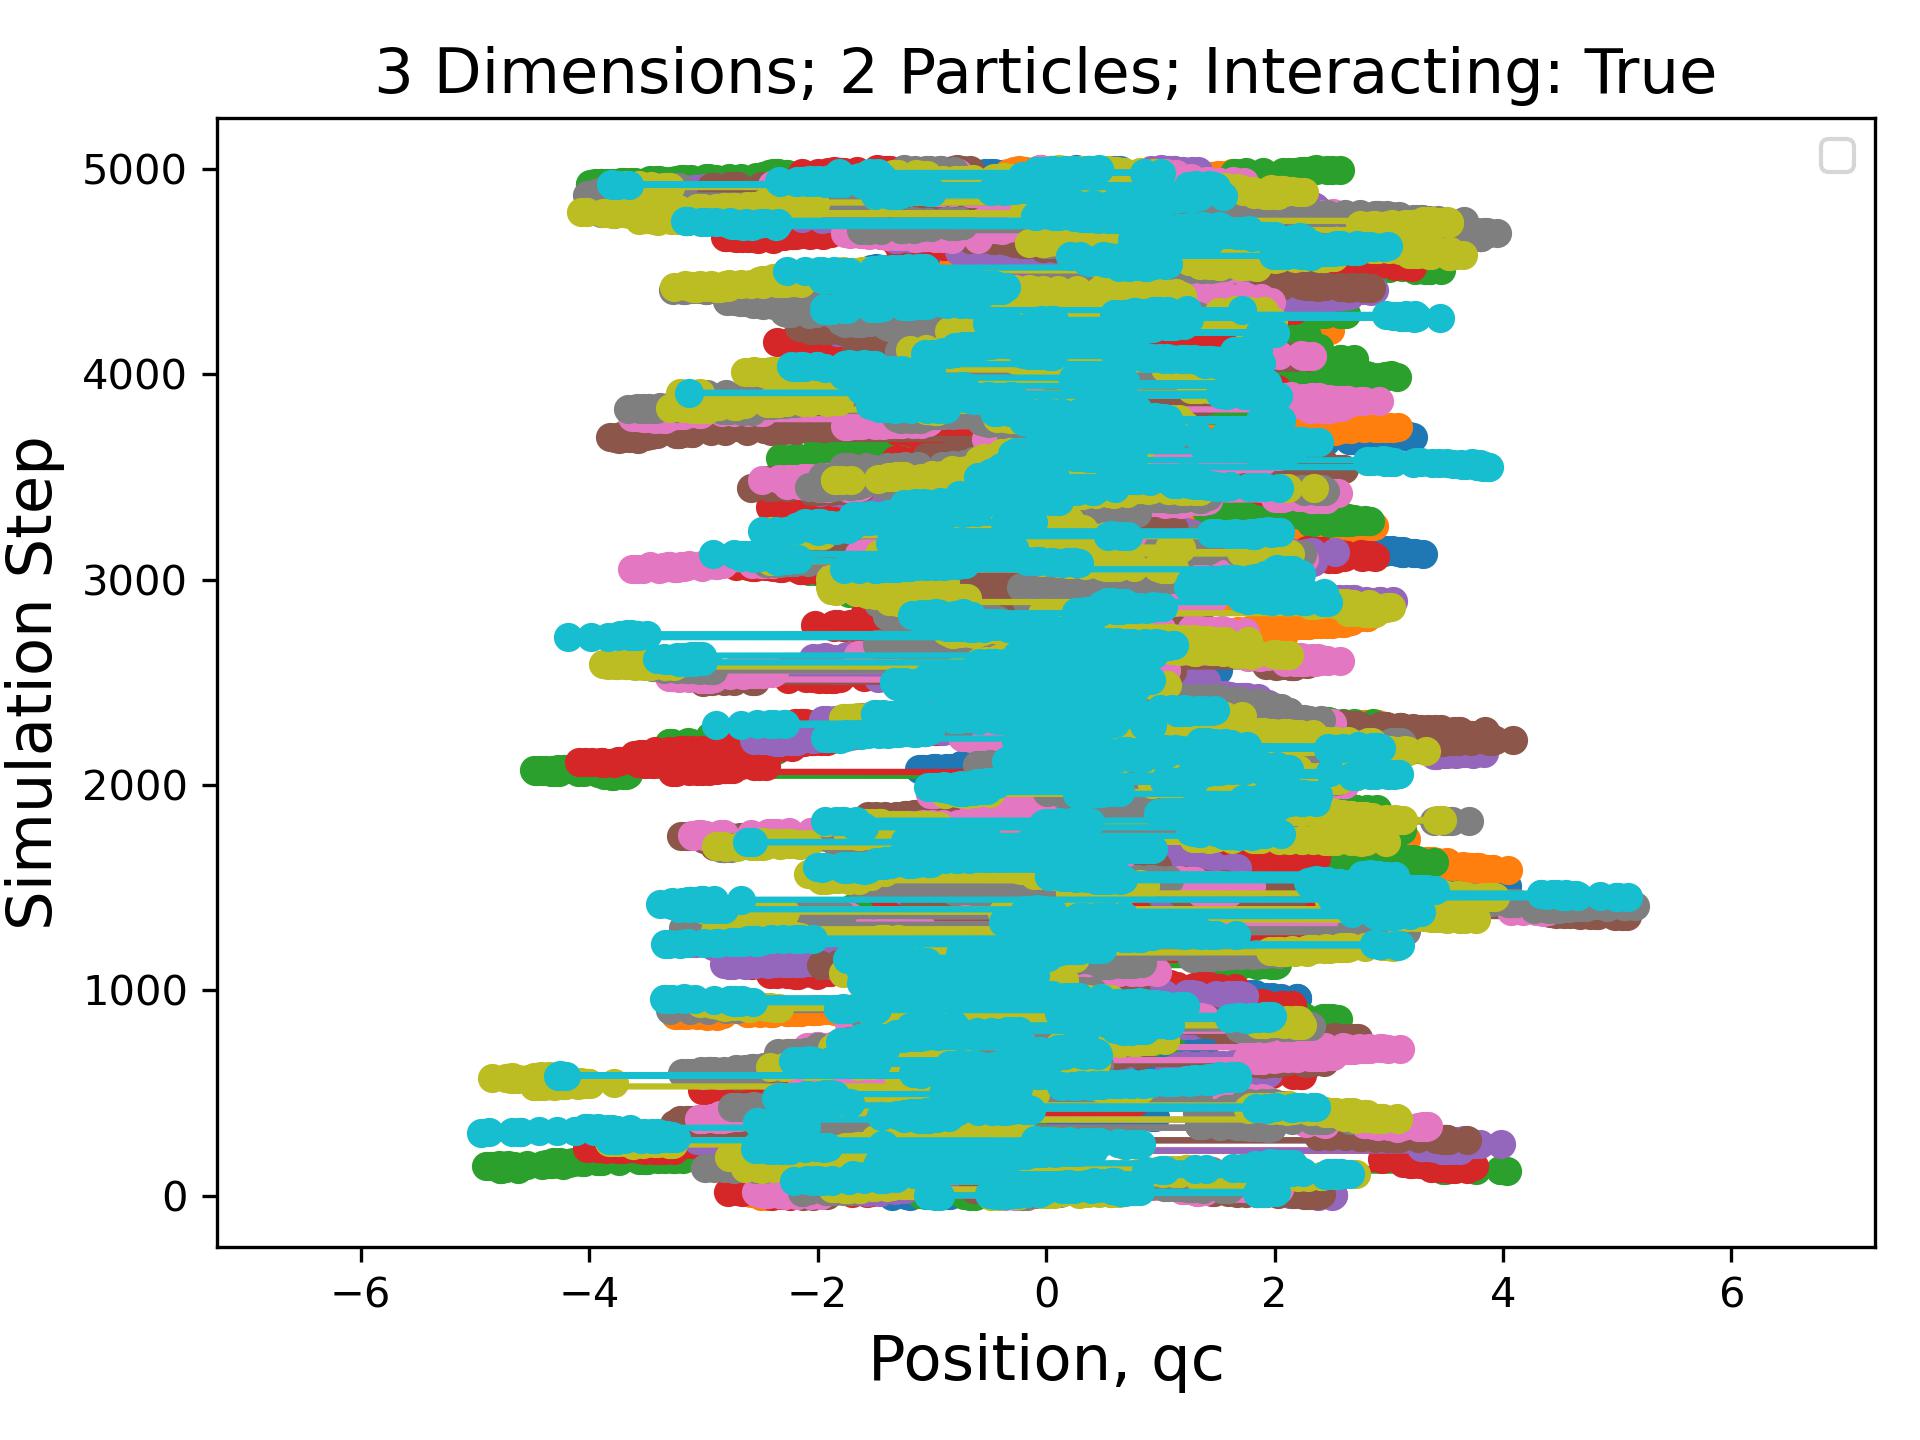 3 Dimensions; 2 Particles; Interacting: True
Simulation Step
5000
4000
3000
2000
1000
0
−6 −4 −2 0 2 4 6
Position, qc